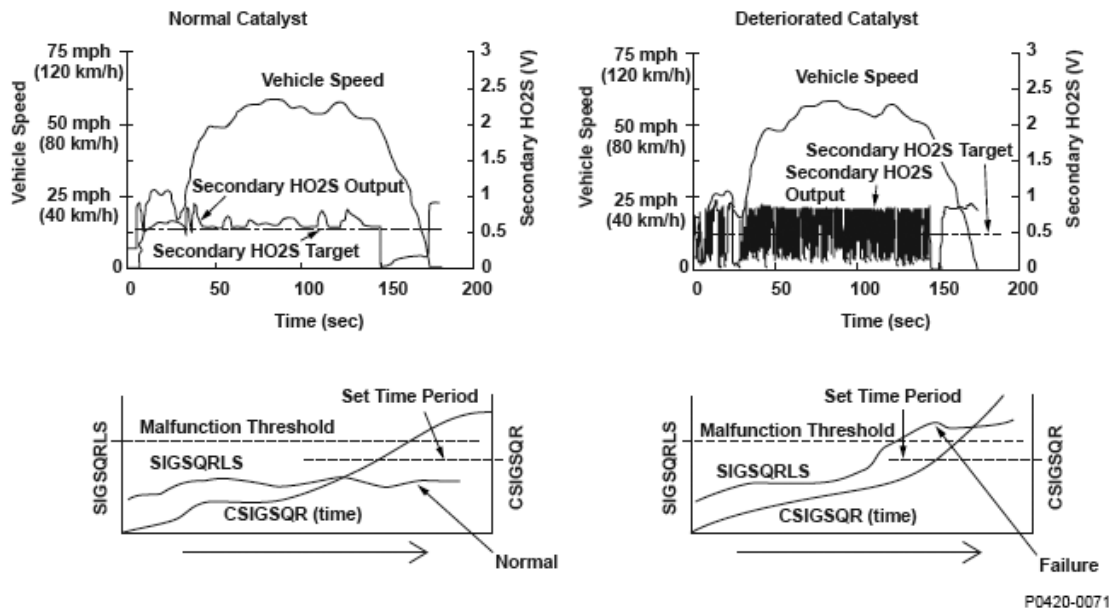 Normal Catalyst
75 mph
(120 km/h)
50 mph
(80 km/h)
25 mph
(40 km/h)
0
Vehicle Speed
3
2.5
2
1.5
1
0.5
0
Secondary HO2S (V)
Vehicle Speed
Secondary HO2S Output
Secondary HO2S Target
0 50 100 150 200
Time (sec)
Deteriorated Catalyst
75 mph
(120 km/h)
50 mph
(80 km/h)
25 mph
(40 km/h)
0
Vehicle Speed
3
2.5
2
1.5
1
0.5
0
Secondary HO2S (V)
Vehicle Speed
Secondary HO2S Target
Secondary HO2S
Output
0 50 100 150 200
Time (sec)
Set Time Period
Malfunction Threshold
SIGSQRLS
SIGSQRLS
CSIGSQR
CSIGSQR (time)
Normal
Set Time Period
Malfunction Threshold
SIGSQRLS
SIGSQRLS
CSIGSQR
CSIGSQR (time)
Failure
P0420-0071